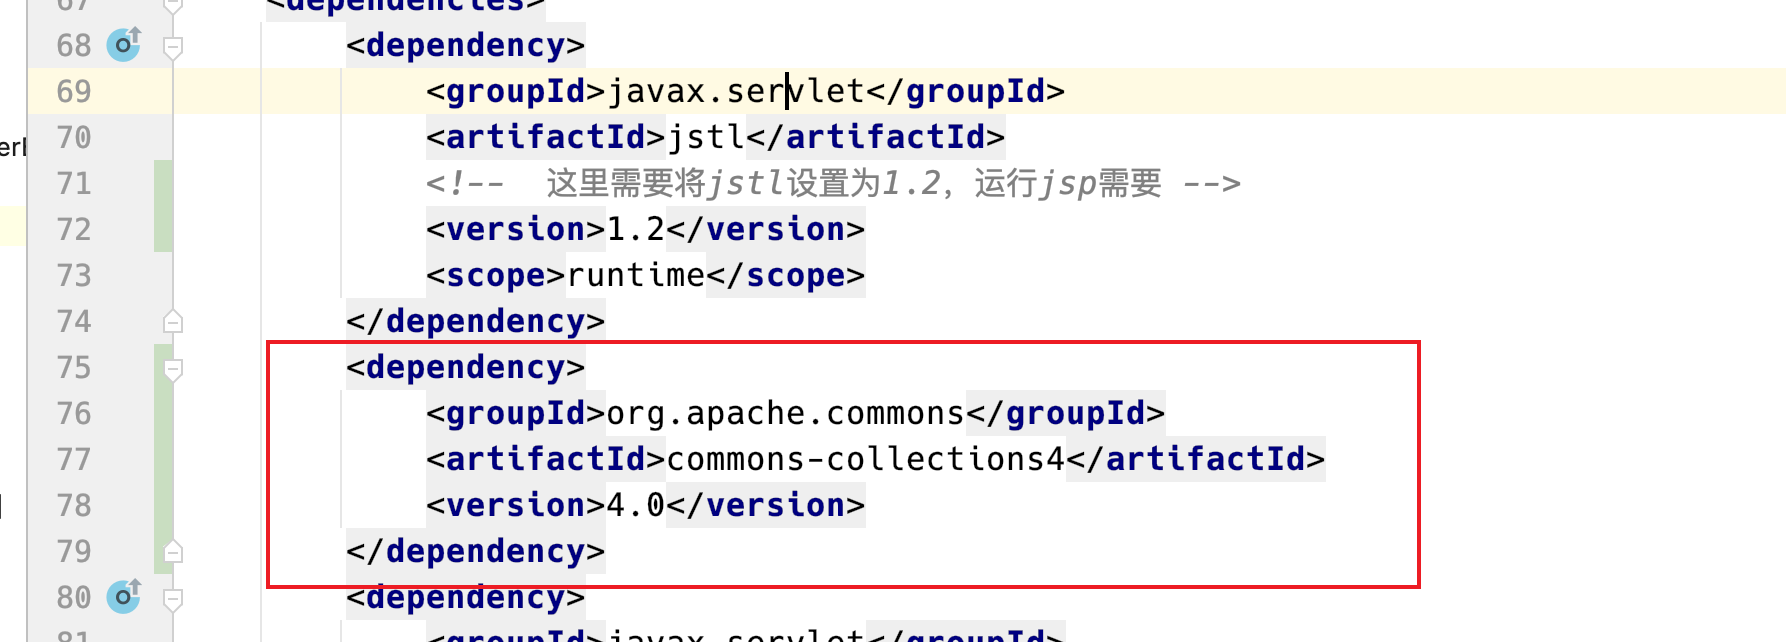 67 <dependencies>
68 <dependency>
69 <groupId>javax.servlet</groupId>
70 <artifactId>jstl</artifactId>
71 <!--  这里需要将jstl设置为1.2，运行jsp需要 -->
72 <version>1.2</version>
73 <scope>runtime</scope>
74 </dependency>
75 <dependency>
76 <groupId>org.apache.commons</groupId>
77 <artifactId>commons-collections4</artifactId>
78 <version>4.0</version>
79 </dependency>
80 <dependency>
81 <groupId>javax.servlet</groupId>